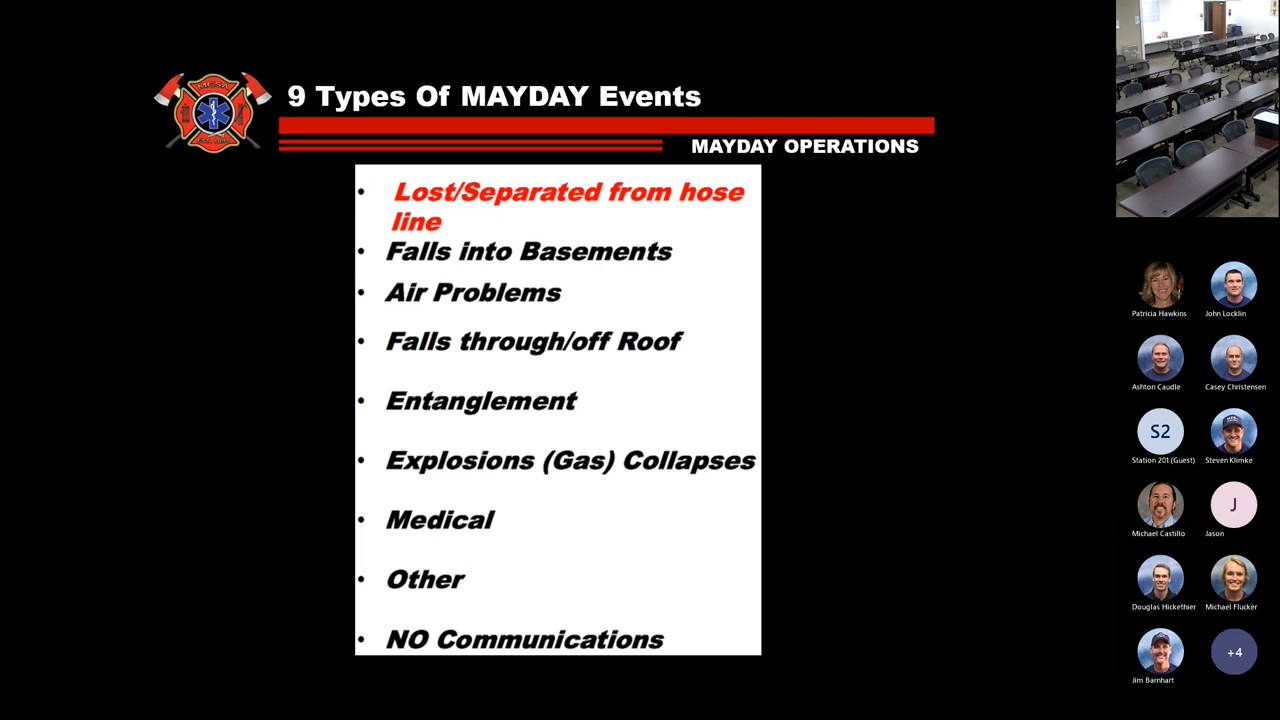 9 Types Of MAYDAY Events
MAYDAY OPERATIONS
MESA
• Lost/Separated from hose
line
• Falls into Basements
• Air Problems
• Falls through/off Roof
• Entanglement
• Explosions (Gas) Collapses
• Medical
• Other
• NO Communications
Patricia Hawkins
John Locklin
Ashton Caudle
Casey Christensen
S2
Station 201 (Guest)
Steven Klimke
Michael Castillo
J
Jason
Douglas Hickethier
Michael Flucker
Jim Barnhart
+4